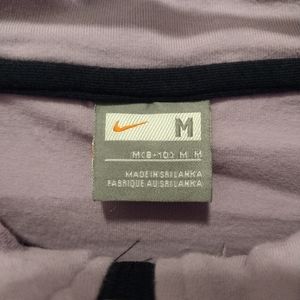 M
M(8-10) M M
MADE IN SRI LANKA
FABRIQUE AU SRI LANKA